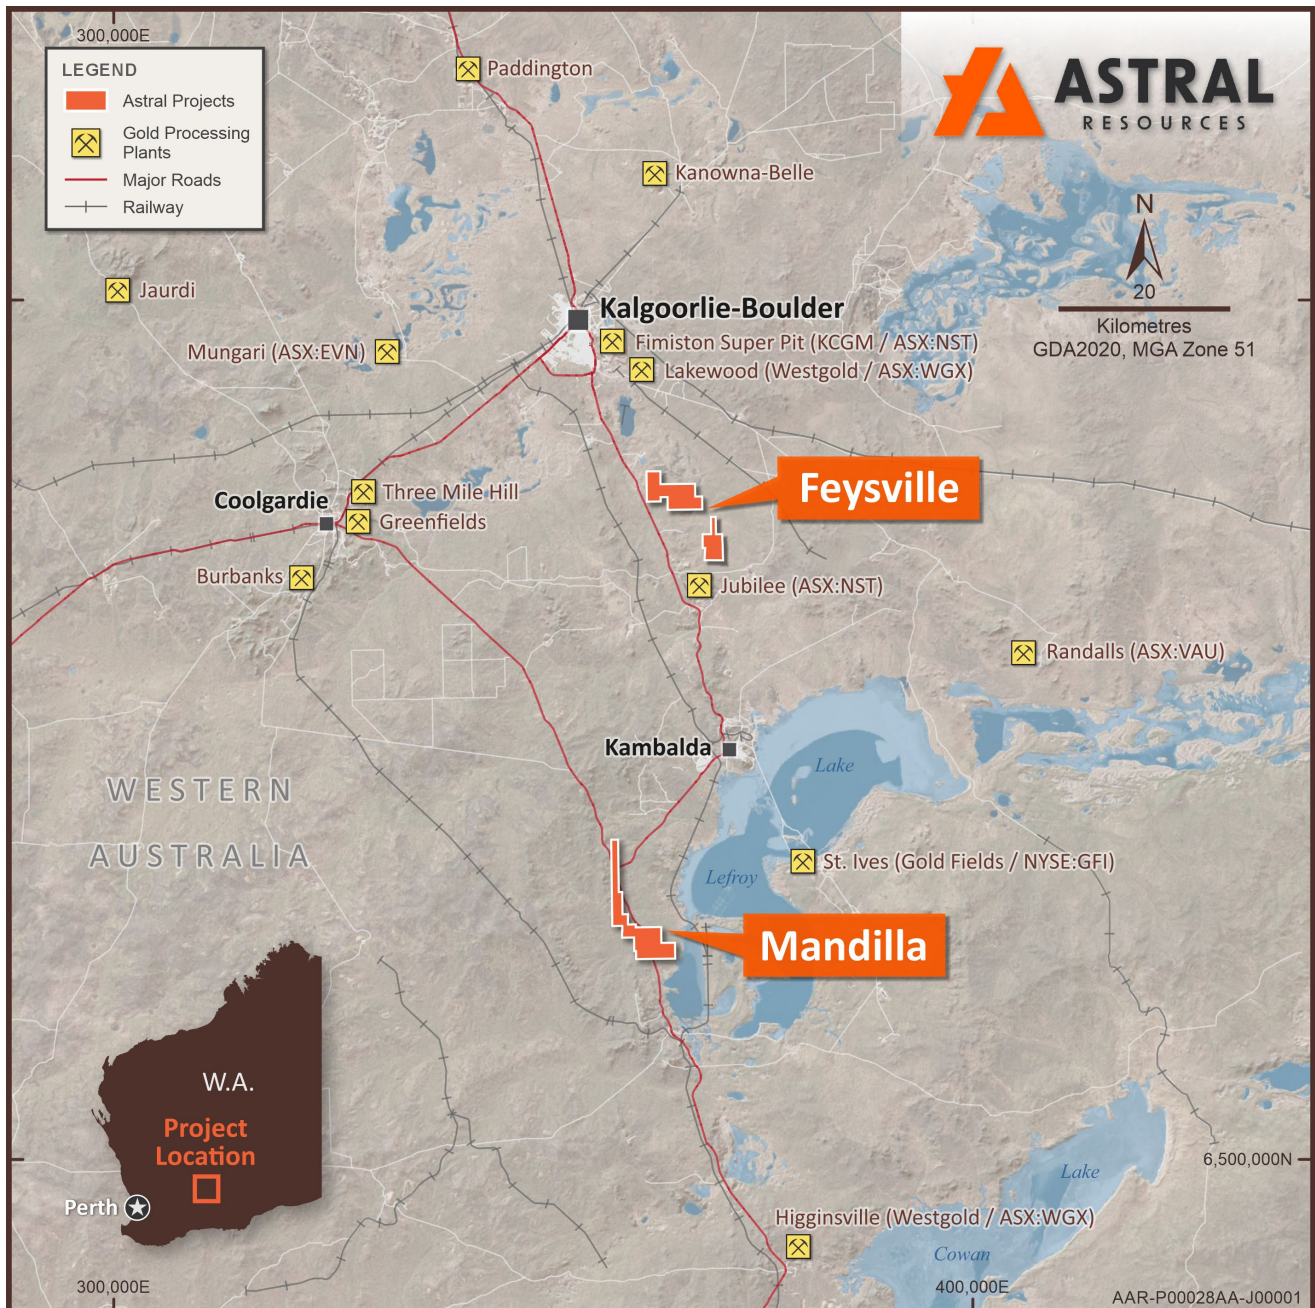 300,000E
LEGEND
Astral Projects
Gold Processing
Plants
Major Roads
Railway
Paddington
ASTRAL
RESOURCES
Kanowna-Belle
N
20
Kilometres
GDA2020, MGA Zone 51
Jaurdi
Kalgoorlie-Boulder
Mungari (ASX:EVN)
Fimiston Super Pit (KCGM / ASX:NST)
Lakewood (Westgold / ASX:WGX)
Feysville
Coolgardie
Three Mile Hill
Greenfields
Burbanks
Jubilee (ASX:NST)
Randalls (ASX:VAU)
Kambalda
Lake
WESTERN
AUSTRALIA
St. Ives (Gold Fields / NYSE:GFI)
Lefroy
Mandilla
W.A.
Project
Location
Perth
6,500,000N
Lake
Higginsville (Westgold / ASX:WGX)
Cowan
300,000E
400,000E
AAR-P00028AA-J00001